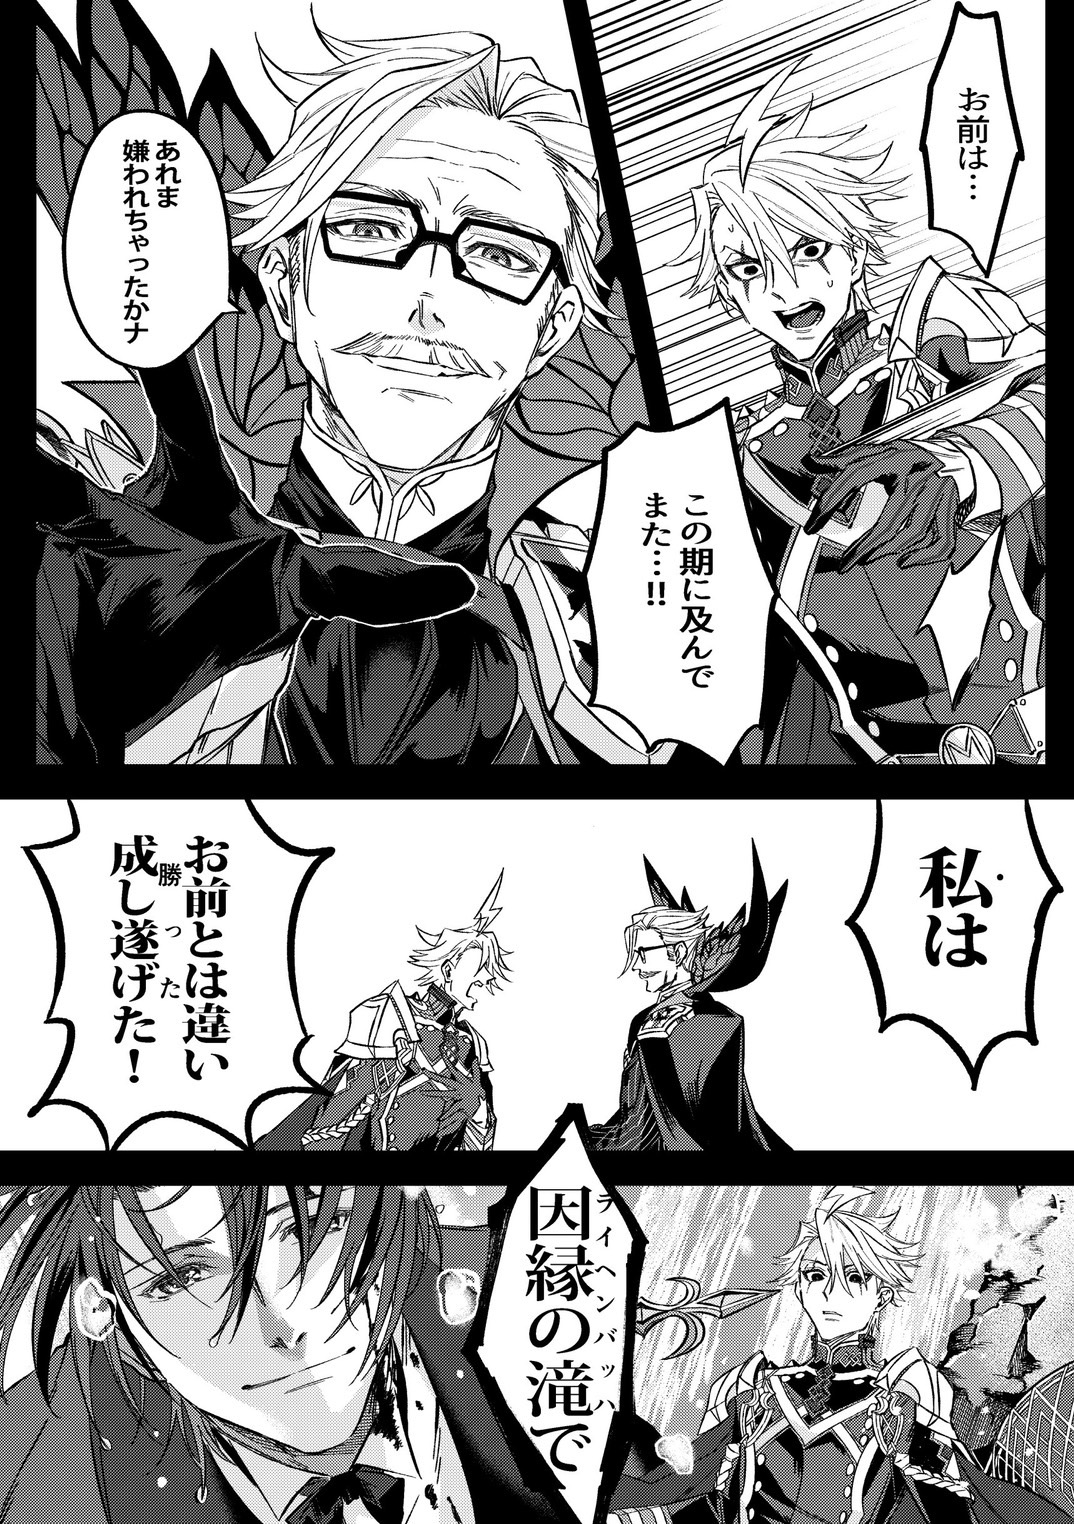 お前は…
この期に及んで
また…!!
あれま
嫌われちゃったかナ
私は
お前とは違い
成し遂げた！
勝った
因縁の滝で
ライヘンバッハ
M